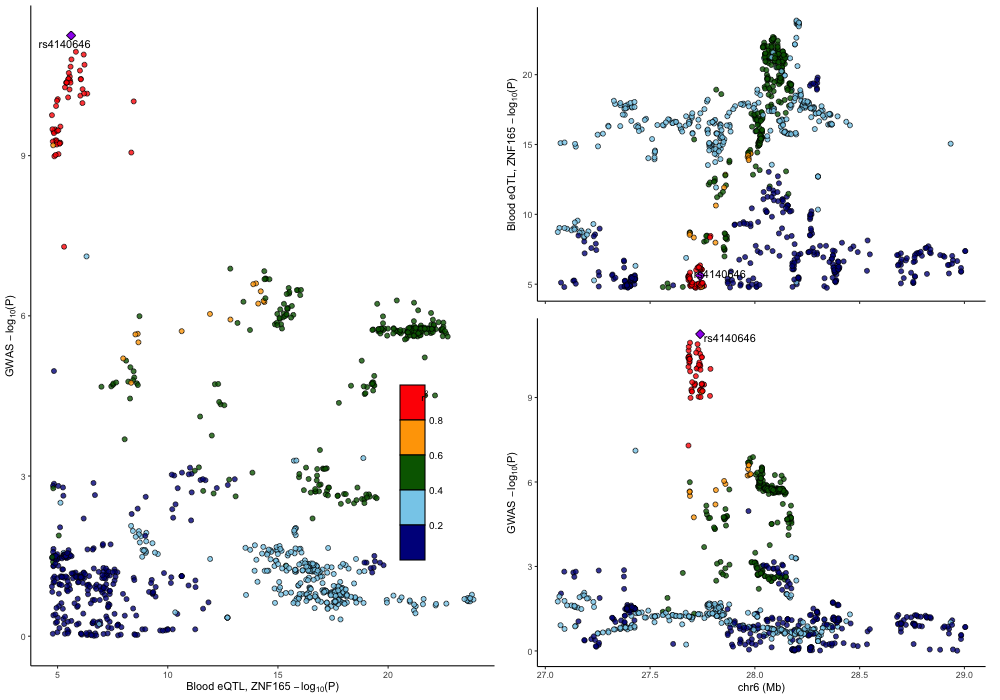 rs4140646
9
6
3
0
GWAS −log10(P)
5
10
15
20
Blood eQTL, ZNF165 −log10(P)
r²
0.8
0.6
0.4
0.2
20
15
10
5
Blood eQTL, ZNF165 −log10(P)
rs4140646
rs4140646
9
6
3
0
GWAS −log10(P)
27.0
27.5
28.0
28.5
29.0
chr6 (Mb)